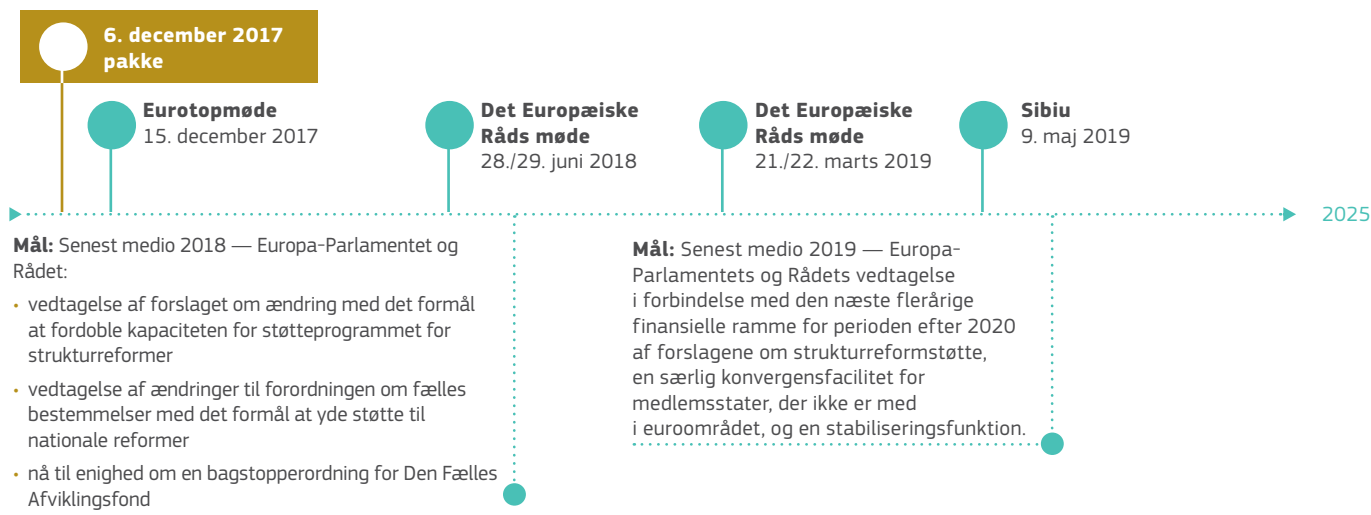 6. december 2017
pakke
Eurotopmøde
15. december 2017
Det Europæiske
Råds møde
28./29. juni 2018
Det Europæiske
Råds møde
21./22. marts 2019
Sibiu
9. maj 2019
2025
Mål: Senest medio 2018 — Europa-Parlamentet og
Rådet:
• vedtagelse af forslaget om ændring med det formål
at fordoble kapaciteten for støtteprogrammet for
strukturreformer
• vedtagelse af ændringer til forordningen om fælles
bestemmelser med det formål at yde støtte til
nationale reformer
• nå til enighed om en bagstopperordning for Den Fælles
Afviklingsfond
Mål: Senest medio 2019 — Europa-
Parlamentets og Rådets vedtagelse
i forbindelse med den næste flerårige
finansielle ramme for perioden efter 2020
af forslagene om strukturreformstøtte,
en særlig konvergensfacilitet for
medlemsstater, der ikke er med
i euroområdet, og en stabiliseringsfunktion.